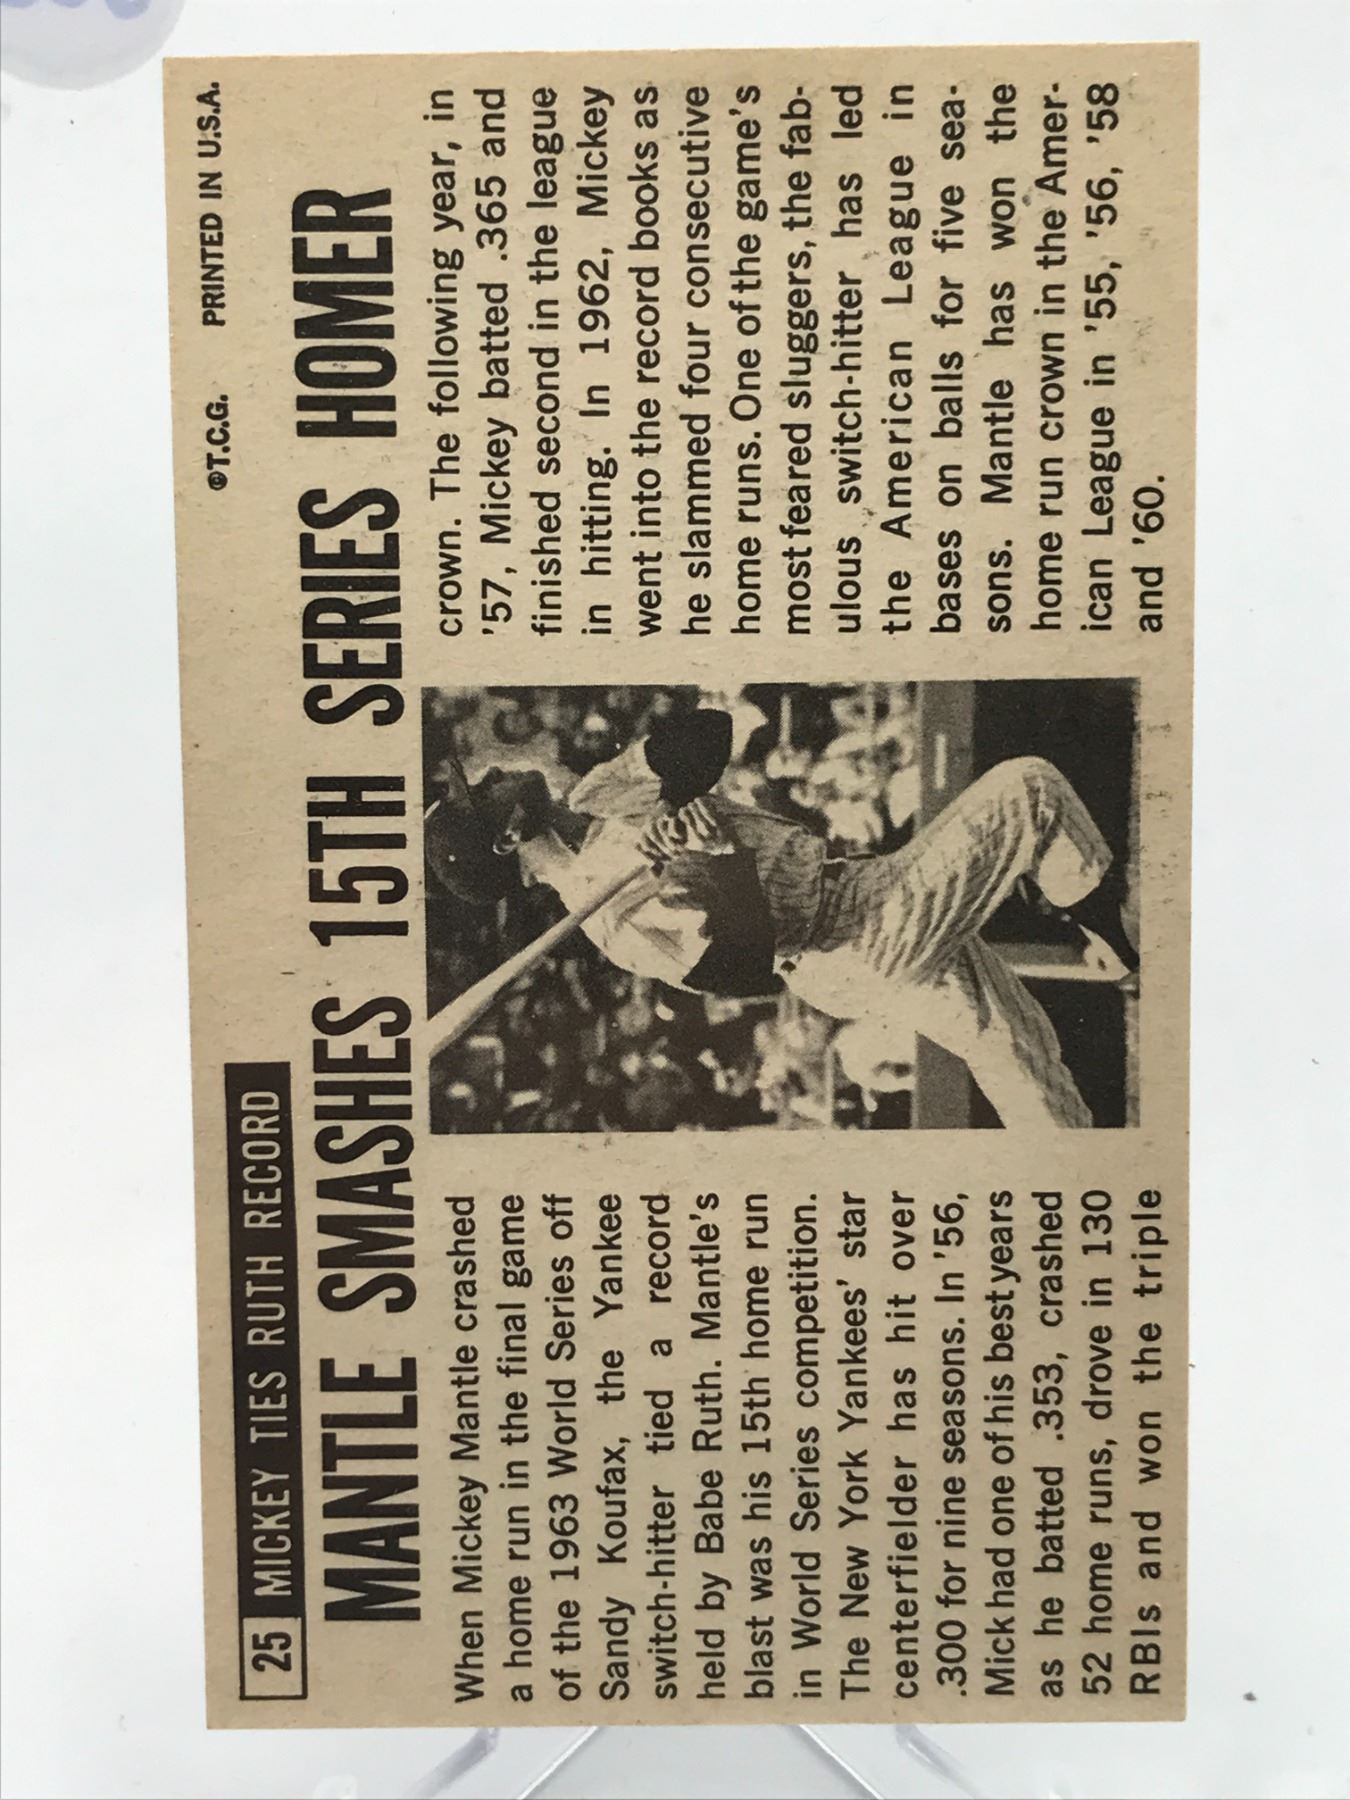 ©T.C.G. PRINTED IN U.S.A.
25 MICKEY TIES RUTH RECORD
MANTLE SMASHES 15TH SERIES HOMER
When Mickey Mantle crashed
a home run in the final game
of the 1963 World Series off
Sandy Koufax, the Yankee
switch-hitter tied a record
held by Babe Ruth. Mantle's
blast was his 15th home run
in World Series competition.
The New York Yankees' star
centerfielder has hit over
.300 for nine seasons. In '56,
Mick had one of his best years
as he batted .353, crashed
52 home runs, drove in 130
RBIs and won the triple
crown. The following year, in
'57, Mickey batted .365 and
finished second in the league
in hitting. In 1962, Mickey
went into the record books as
he slammed four consecutive
home runs. One of the game's
most feared sluggers, the fab-
ulous switch-hitter has led
the American League in
bases on balls for five sea-
sons. Mantle has won the
home run crown in the Amer-
ican League in '55, '56, '58
and '60.